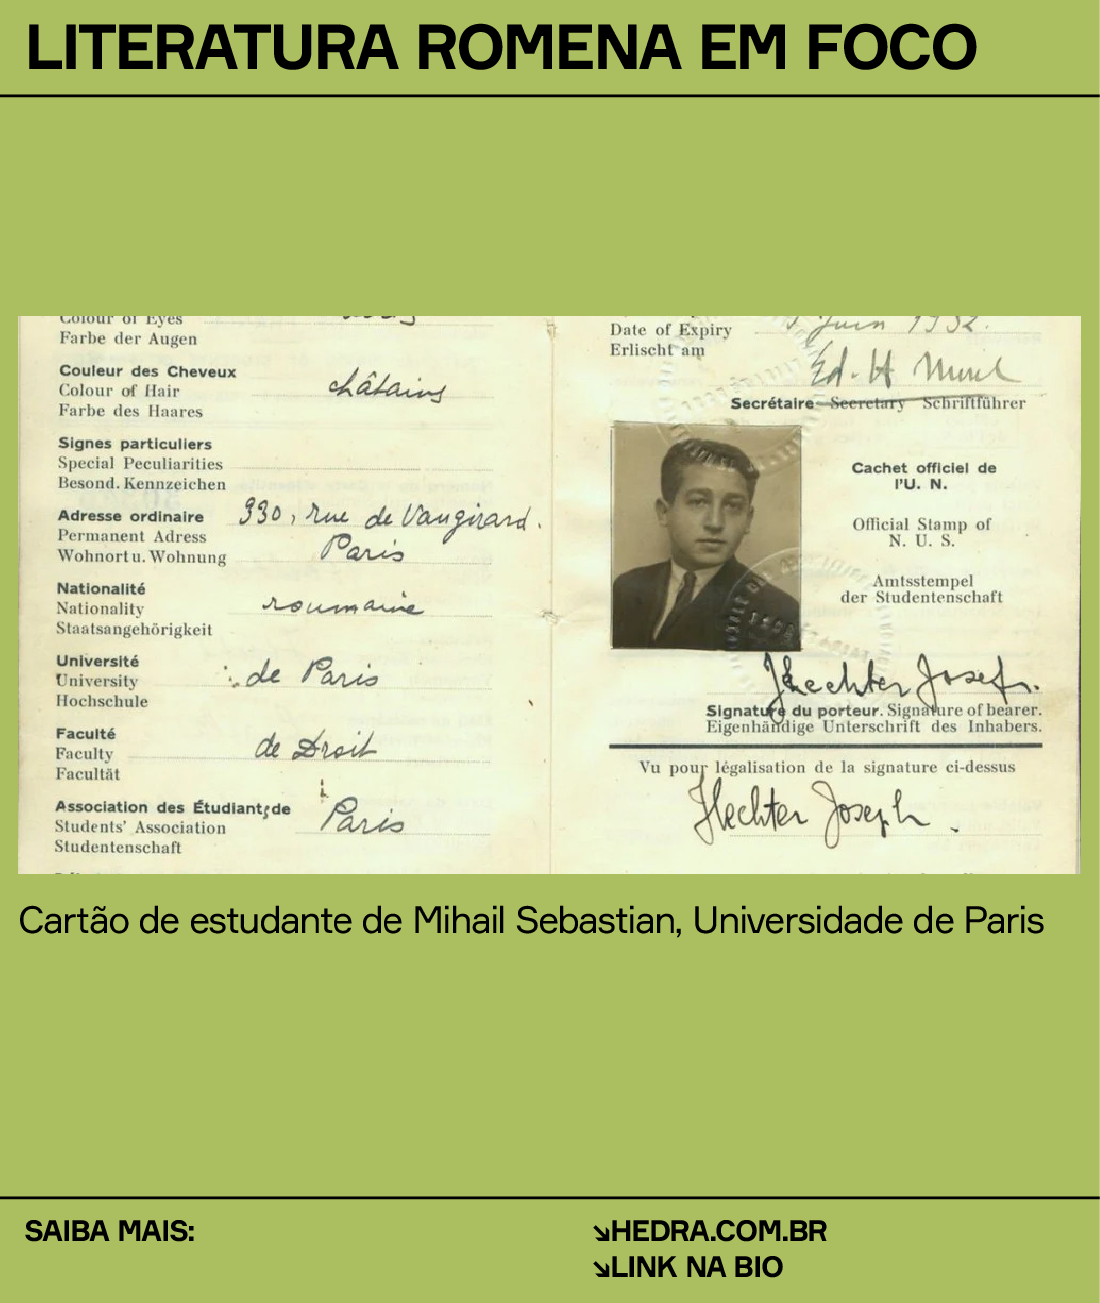 LITERATURA ROMENA EM FOCO
Colour of Eyes
Farbe der Augen
Couleur des Cheveux
Colour of Hair châtains
Farbe des Haares
Signes particuliers
Special Peculiarities
Besond. Kennzeichen
Adresse ordinaire 330, rue de Vaugirard.
Permanent Adress Paris
Wohnort u. Wohnung
Nationalité
Nationality roumaine
Staatsangehörigkeit
Université
University de Paris
Hochschule
Faculté
Faculty de Droit
Facultät
Association des Étudiants de
Students' Association Paris
Studentenschaft
Date of Expiry Juin 1932.
Erlischt am
Ed. H
Secrétaire Secretary Schriftführer
Cachet officiel de
l'U. N.
Official Stamp of
N. U. S.
Amtsstempel
der Studentenschaft
Hechter Josef.
Signature du porteur. Signature of bearer.
Eigenhändige Unterschrift des Inhabers.
Vu pour légalisation de la signature ci-dessus
Hechter Joseph.
Cartão de estudante de Mihail Sebastian, Universidade de Paris
SAIBA MAIS:
↘HEDRA.COM.BR
↘LINK NA BIO